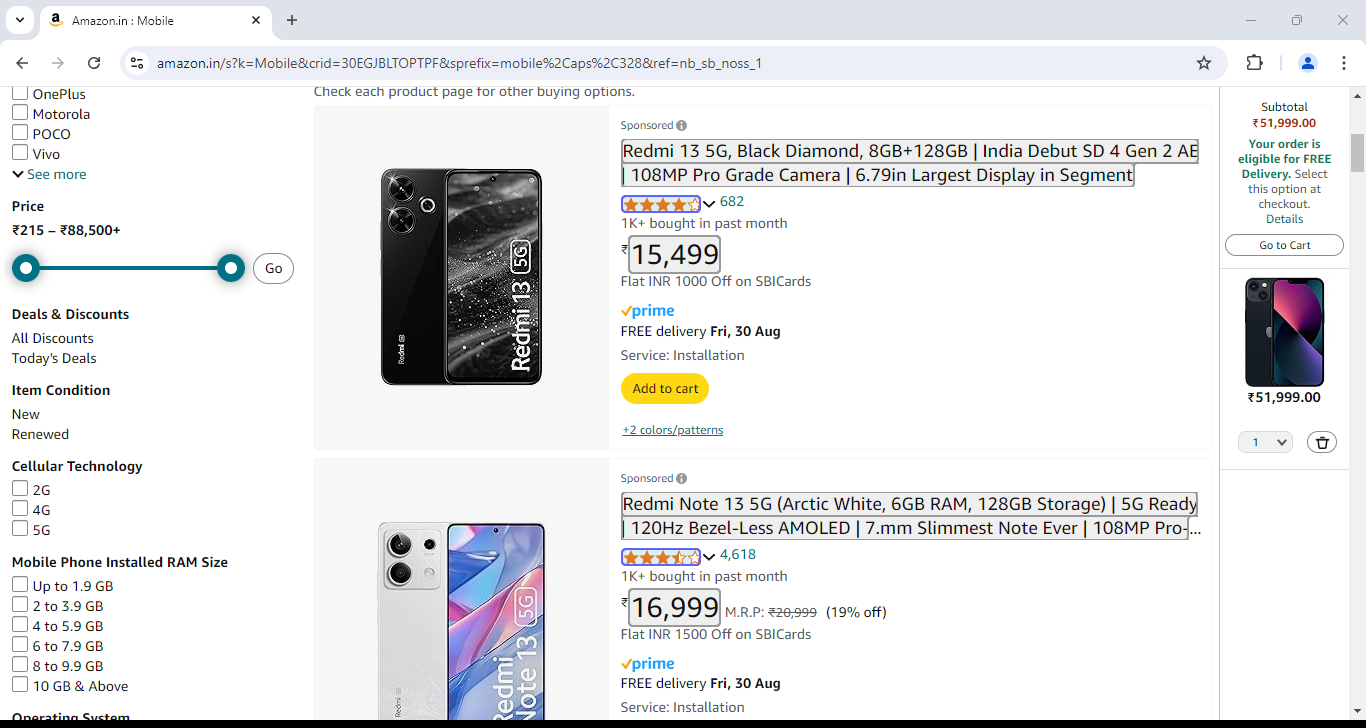 Amazon.in : Mobile
amazon.in/s?k=Mobile&crid=30EGJBLTOPTPF&sprefix=mobile%2Caps%2C328&ref=nb_sb_noss_1
OnePlus
Motorola
POCO
Vivo
See more
Price
₹215 – ₹88,500+
Go
Deals & Discounts
All Discounts
Today's Deals
Item Condition
New
Renewed
Cellular Technology
2G
4G
5G
Mobile Phone Installed RAM Size
Up to 1.9 GB
2 to 3.9 GB
4 to 5.9 GB
6 to 7.9 GB
8 to 9.9 GB
10 GB & Above
Operating System
Check each product page for other buying options.
Redmi 13 5G
Redmi
Sponsored
Redmi 13 5G, Black Diamond, 8GB+128GB | India Debut SD 4 Gen 2 AE
| 108MP Pro Grade Camera | 6.79in Largest Display in Segment
682
1K+ bought in past month
₹15,499
Flat INR 1000 Off on SBICards
prime
FREE delivery Fri, 30 Aug
Service: Installation
Add to cart
+2 colors/patterns
Redmi Note 13 5G
Redmi
Sponsored
Redmi Note 13 5G (Arctic White, 6GB RAM, 128GB Storage) | 5G Ready
| 120Hz Bezel-Less AMOLED | 7.mm Slimmest Note Ever | 108MP Pro-...
4,618
1K+ bought in past month
₹16,999 M.R.P: ₹20,999 (19% off)
Flat INR 1500 Off on SBICards
prime
FREE delivery Fri, 30 Aug
Service: Installation
Subtotal
₹51,999.00
Your order is
eligible for FREE
Delivery. Select
this option at
checkout.
Details
Go to Cart
₹51,999.00
1